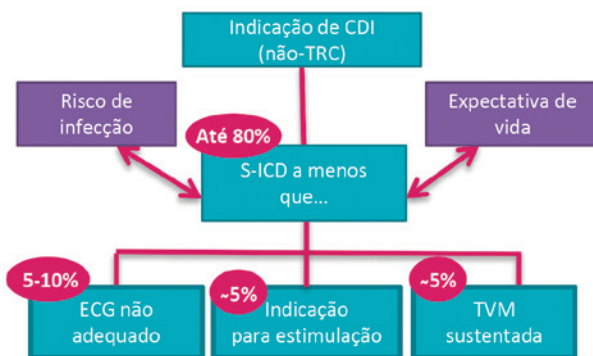 Indicação de CDI
(não-TRC)
Risco de
infecção
Expectativa de
vida
Até 80%
S-ICD a menos
que...
5-10%
ECG não
adequado
~5%
Indicação
para estimulação
~5%
TVM
sustentada